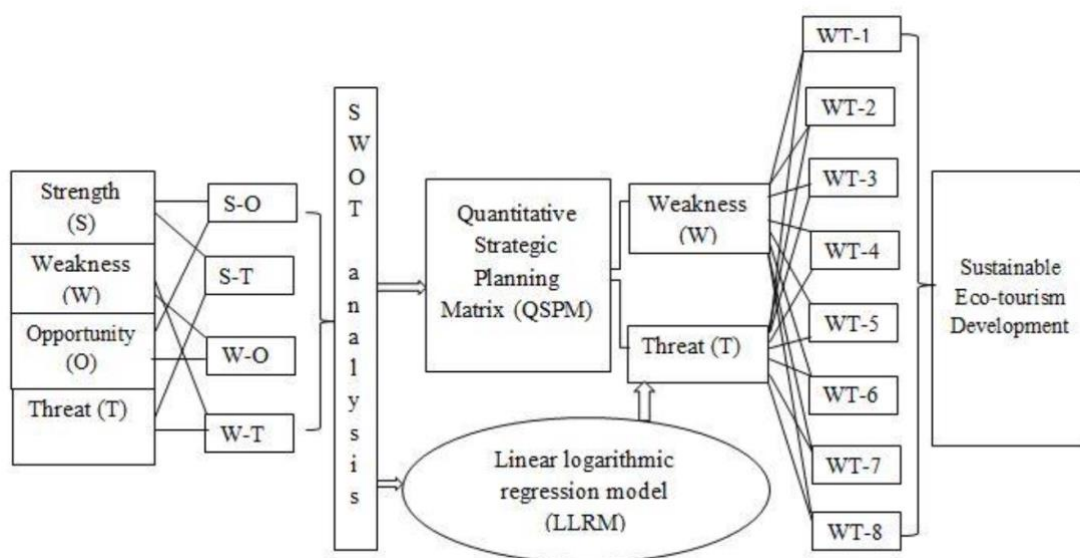 Strength
(S)
Weakness
(W)
Opportunity
(O)
Threat (T)
S-O
S-T
W-O
W-T
S
W
O
T
a
n
a
l
y
s
i
s
Quantitative
Strategic
Planning
Matrix (QSPM)
Linear logarithmic
regression model
(LLRM)
Weakness
(W)
Threat (T)
WT-1
WT-2
WT-3
WT-4
WT-5
WT-6
WT-7
WT-8
Sustainable
Eco-tourism
Development